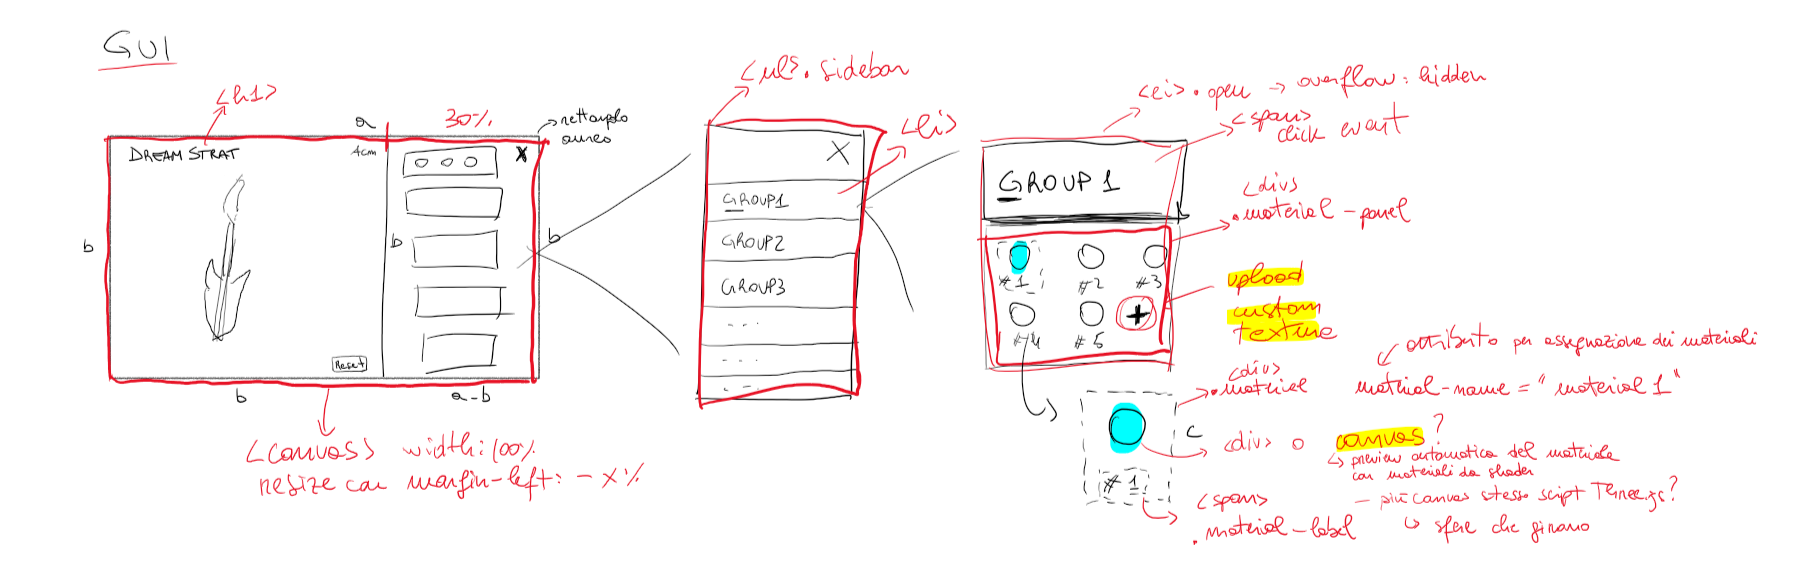 GUI
<h1>
a
30%
rettangolo
aureo
DREAM STRAT
4cm
X
b
b
b
Reset
b
a-b
<canvas> width: 100%
resize con margin-left: -x%
<ul>. sidebar
<li>
X
GROUP1
GROUP2
GROUP3
---
---
---
<li>.open → overflow: hidden
<span>
click event
GROUP 1
<div>
.material-panel
#1
#2
#3
+
#4
#5
upload
custom
texture
attributo per assegnazione dei materiali
material-name = "material 1"
<div>
.material
c
<div> o canvas?
preview automatica del materiale
con materiali da shader
- più canvas stesso script Three.js?
sfere che girano
#1
<span>
.material-label